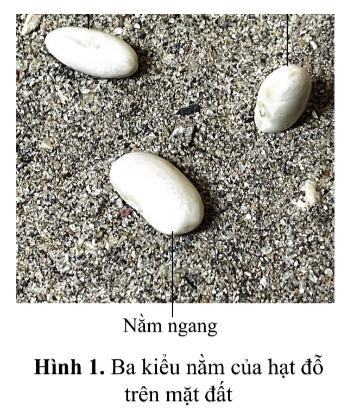 Nằm ngang
Hình 1. Ba kiểu nằm của hạt đỗ
trên mặt đất